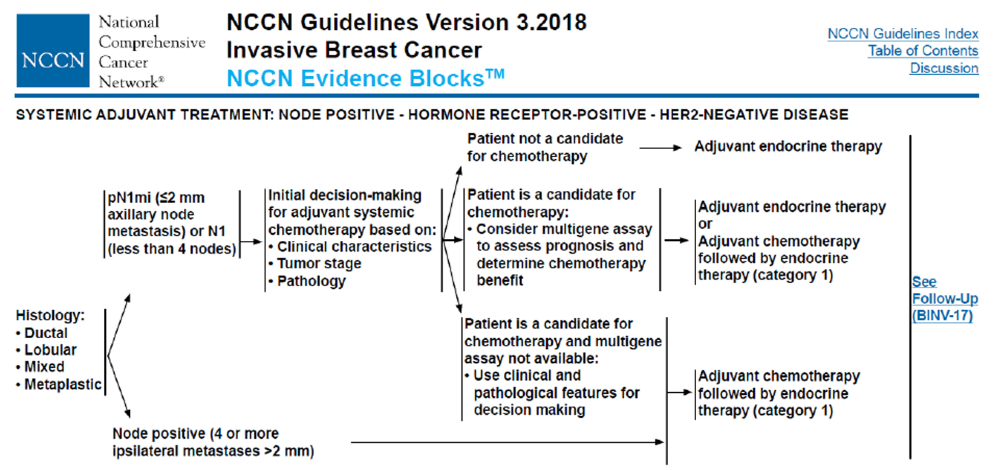 NCCN
National
Comprehensive
Cancer
Network®
NCCN Guidelines Version 3.2018
Invasive Breast Cancer
NCCN Evidence Blocks™
NCCN Guidelines Index
Table of Contents
Discussion
SYSTEMIC ADJUVANT TREATMENT: NODE POSITIVE - HORMONE RECEPTOR-POSITIVE - HER2-NEGATIVE DISEASE
Histology:
• Ductal
• Lobular
• Mixed
• Metaplastic
pN1mi (≤2 mm
axillary node
metastasis) or N1
(less than 4 nodes)
Initial decision-making
for adjuvant systemic
chemotherapy based on:
• Clinical characteristics
• Tumor stage
• Pathology
Patient not a candidate
for chemotherapy
Adjuvant endocrine therapy
Patient is a candidate for
chemotherapy:
• Consider multigene assay
to assess prognosis and
determine chemotherapy
benefit
Adjuvant endocrine therapy
or
Adjuvant chemotherapy
followed by endocrine
therapy (category 1)
Patient is a candidate for
chemotherapy and multigene
assay not available:
• Use clinical and
pathological features for
decision making
Adjuvant chemotherapy
followed by endocrine
therapy (category 1)
Node positive (4 or more
ipsilateral metastases >2 mm)
See
Follow-Up
(BINV-17)